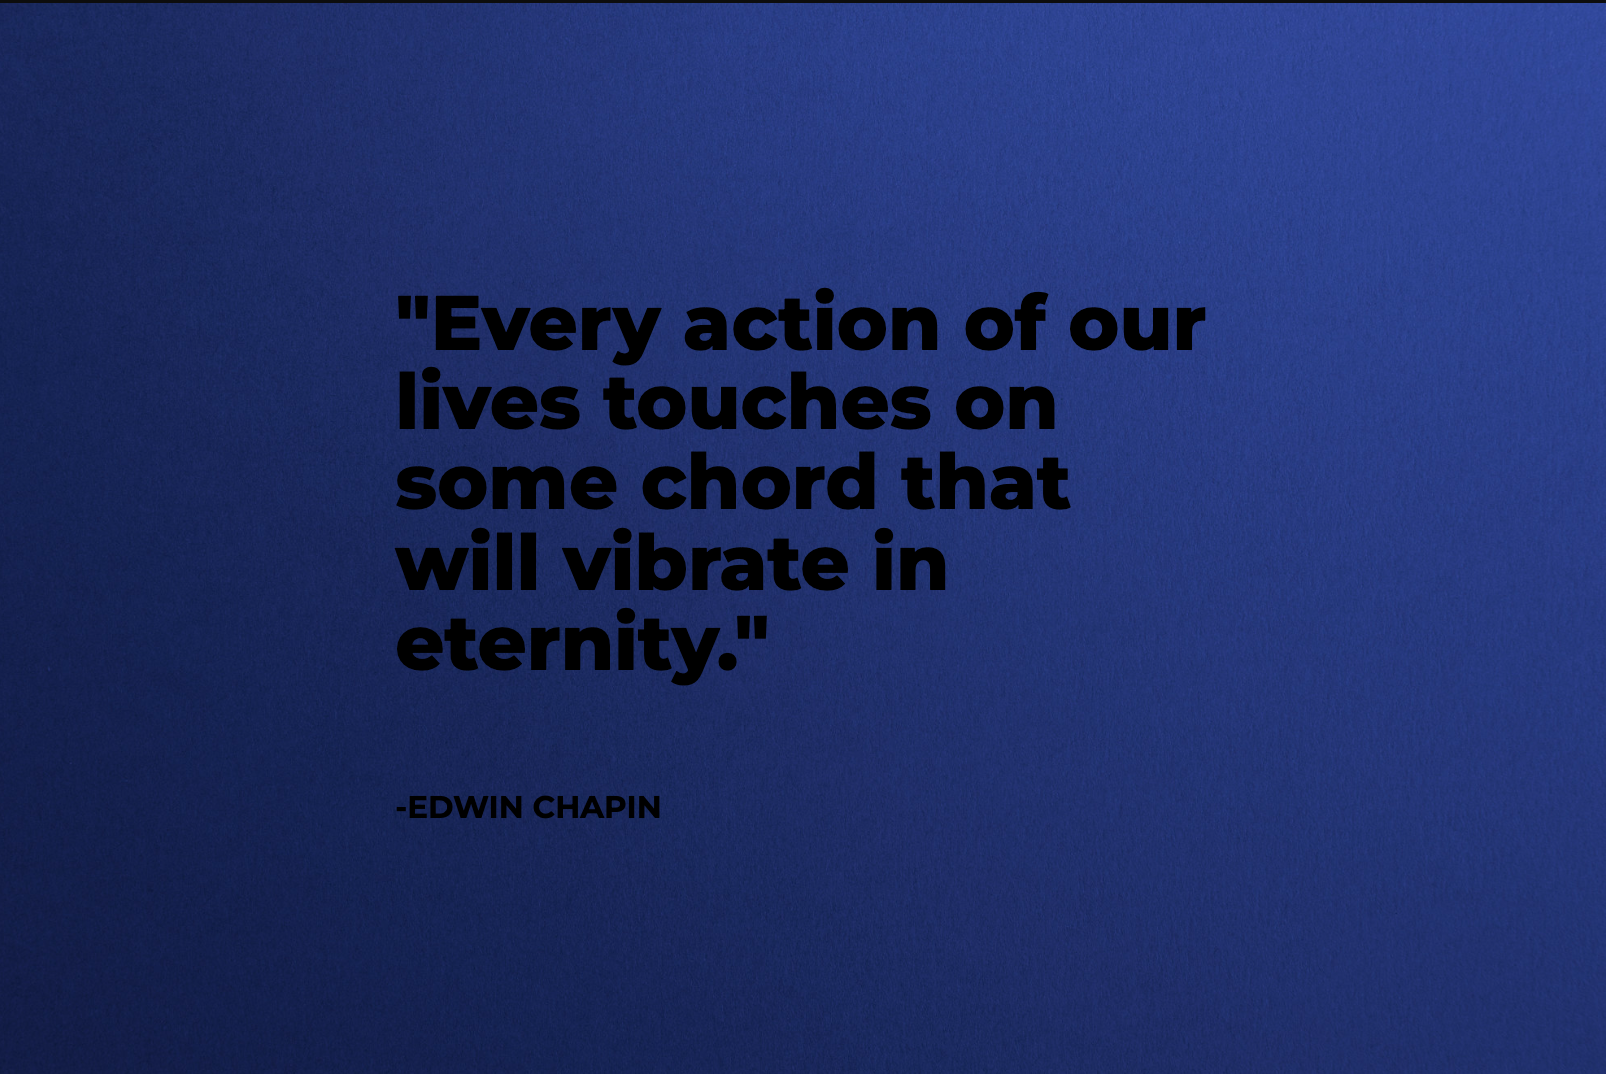 "Every action of our
lives touches on
some chord that
will vibrate in
eternity."
-EDWIN CHAPIN